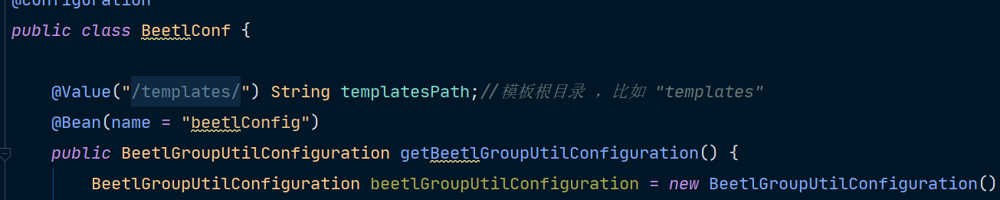 @Configuration
public class BeetlConf {
@Value("/templates/") String templatesPath;//模板根目录 ，比如 "templates"
@Bean(name = "beetlConfig")
public BeetlGroupUtilConfiguration getBeetlGroupUtilConfiguration() {
BeetlGroupUtilConfiguration beetlGroupUtilConfiguration = new BeetlGroupUtilConfiguration()